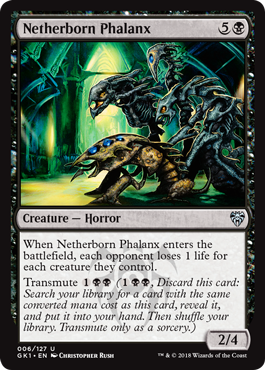 Netherborn Phalanx 5
Creature — Horror
When Netherborn Phalanx enters the
battlefield, each opponent loses 1 life for
each creature they control.
Transmute 1 (1, Discard this card:
Search your library for a card with the
same converted mana cost as this card, reveal it,
and put it into your hand. Then shuffle your
library. Transmute only as a sorcery.)
2/4
006/127 U
GK1 • EN Christopher Rush
™ & © 2018 Wizards of the Coast